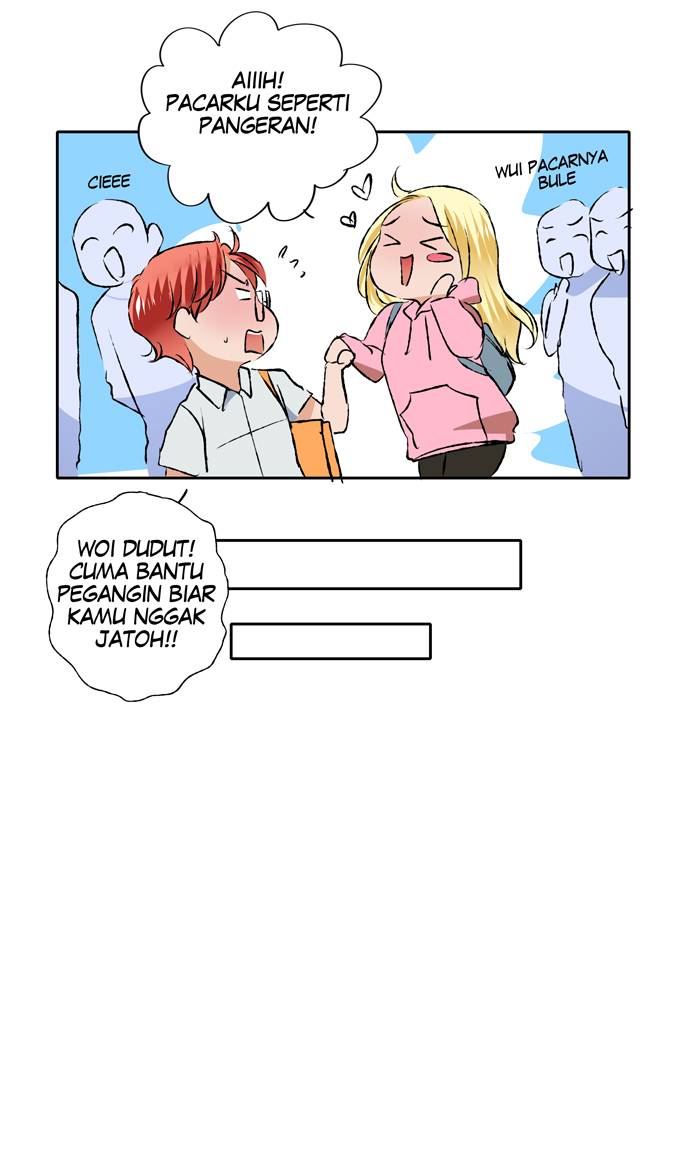 AIIIH!
PACARKU SEPERTI
PANGERAN!
CIEEE
WUI PACARNYA
BULE
WOI DUDUT!
CUMA BANTU
PEGANGIN BIAR
KAMU NGGAK
JATOH!!